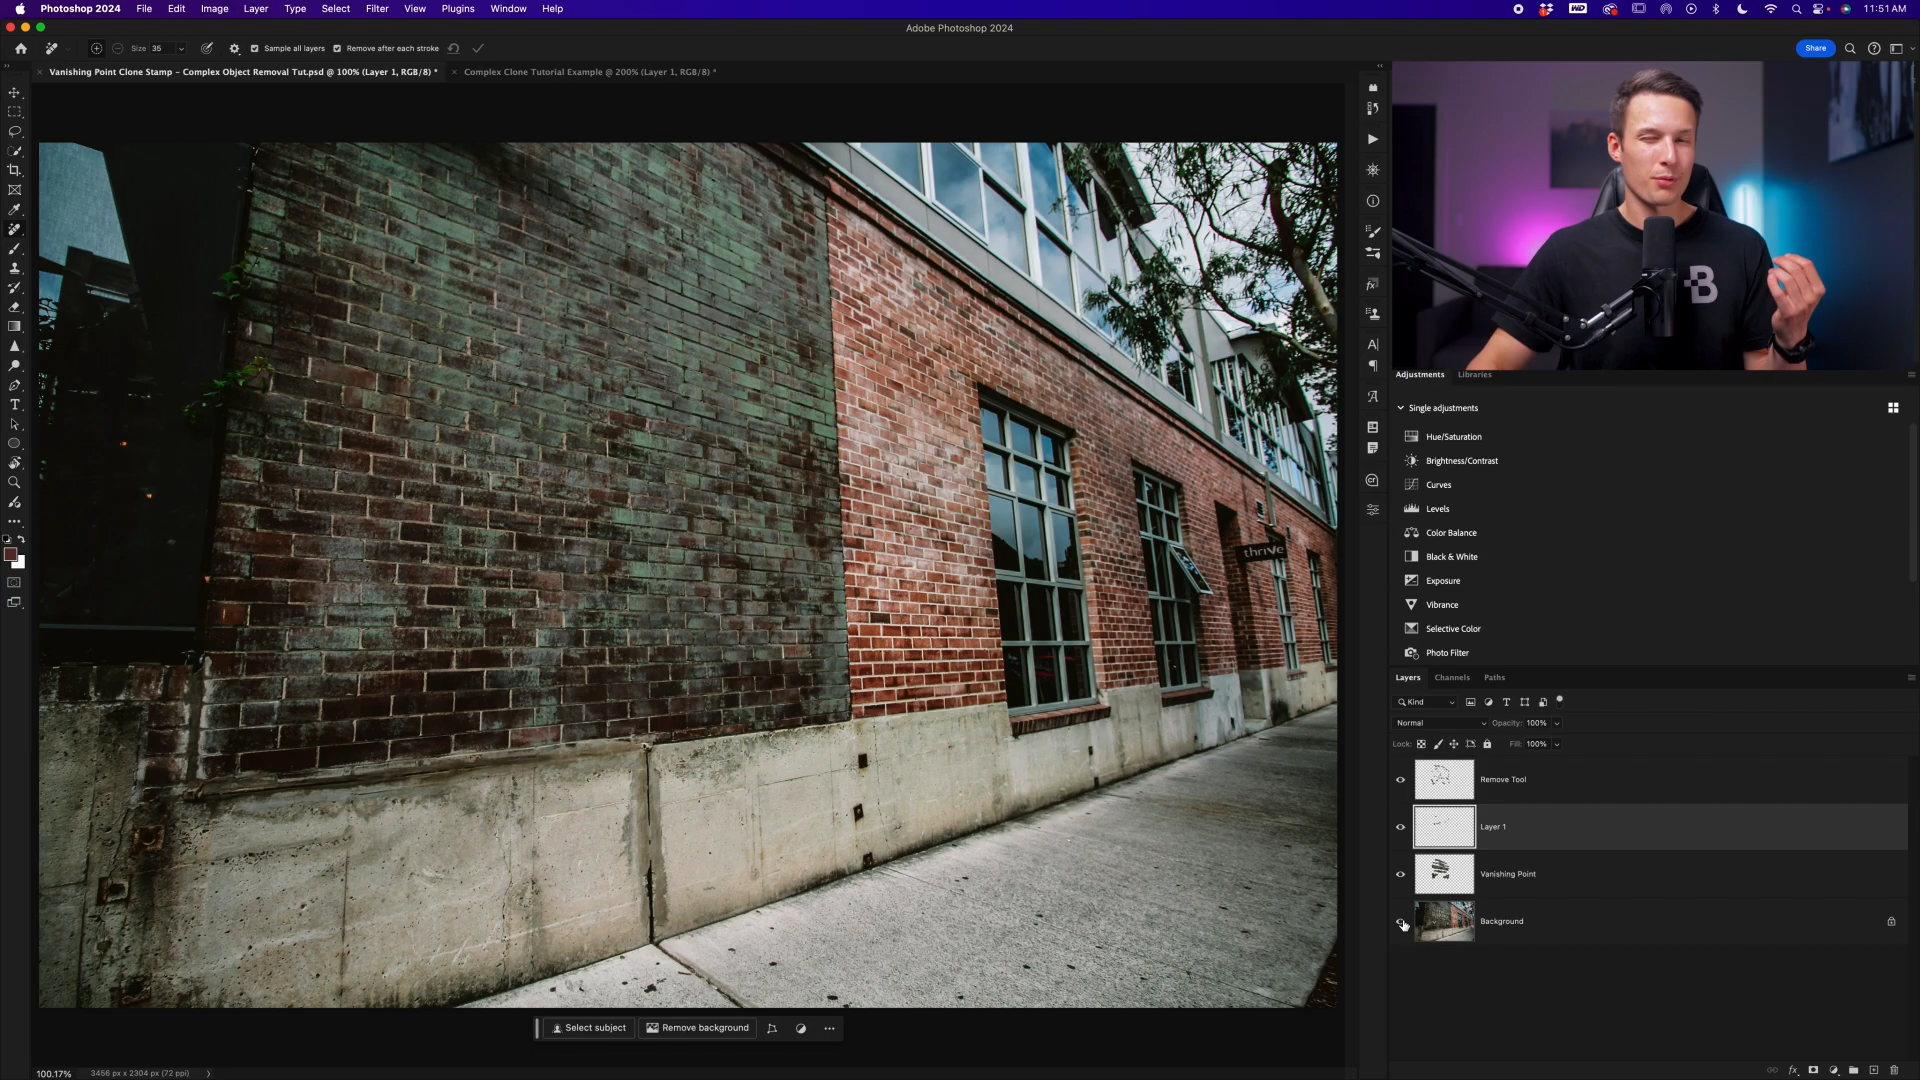 Photoshop 2024 File Edit Image Layer Type Select Filter View Plugins Window Help 11:51 AM
Adobe Photoshop 2024
Size 35 Sample all layers Remove after each stroke Share
Vanishing Point Clone Stamp – Complex Object Removal Tut.psd @ 100% (Layer 1, RGB/8) * Complex Clone Tutorial Example @ 200% (Layer 1, RGB/8) *
B
Adjustments Libraries
Single adjustments
Hue/Saturation
Brightness/Contrast
Curves
Levels
Color Balance
Black & White
Exposure
Vibrance
Selective Color
Photo Filter
thrive
Layers Channels Paths
Kind
Normal Opacity: 100%
Lock: Fill: 100%
Remove Tool
Layer 1
Vanishing Point
Background
Select subject Remove background
100.17% 3456 px x 2304 px (72 ppi)